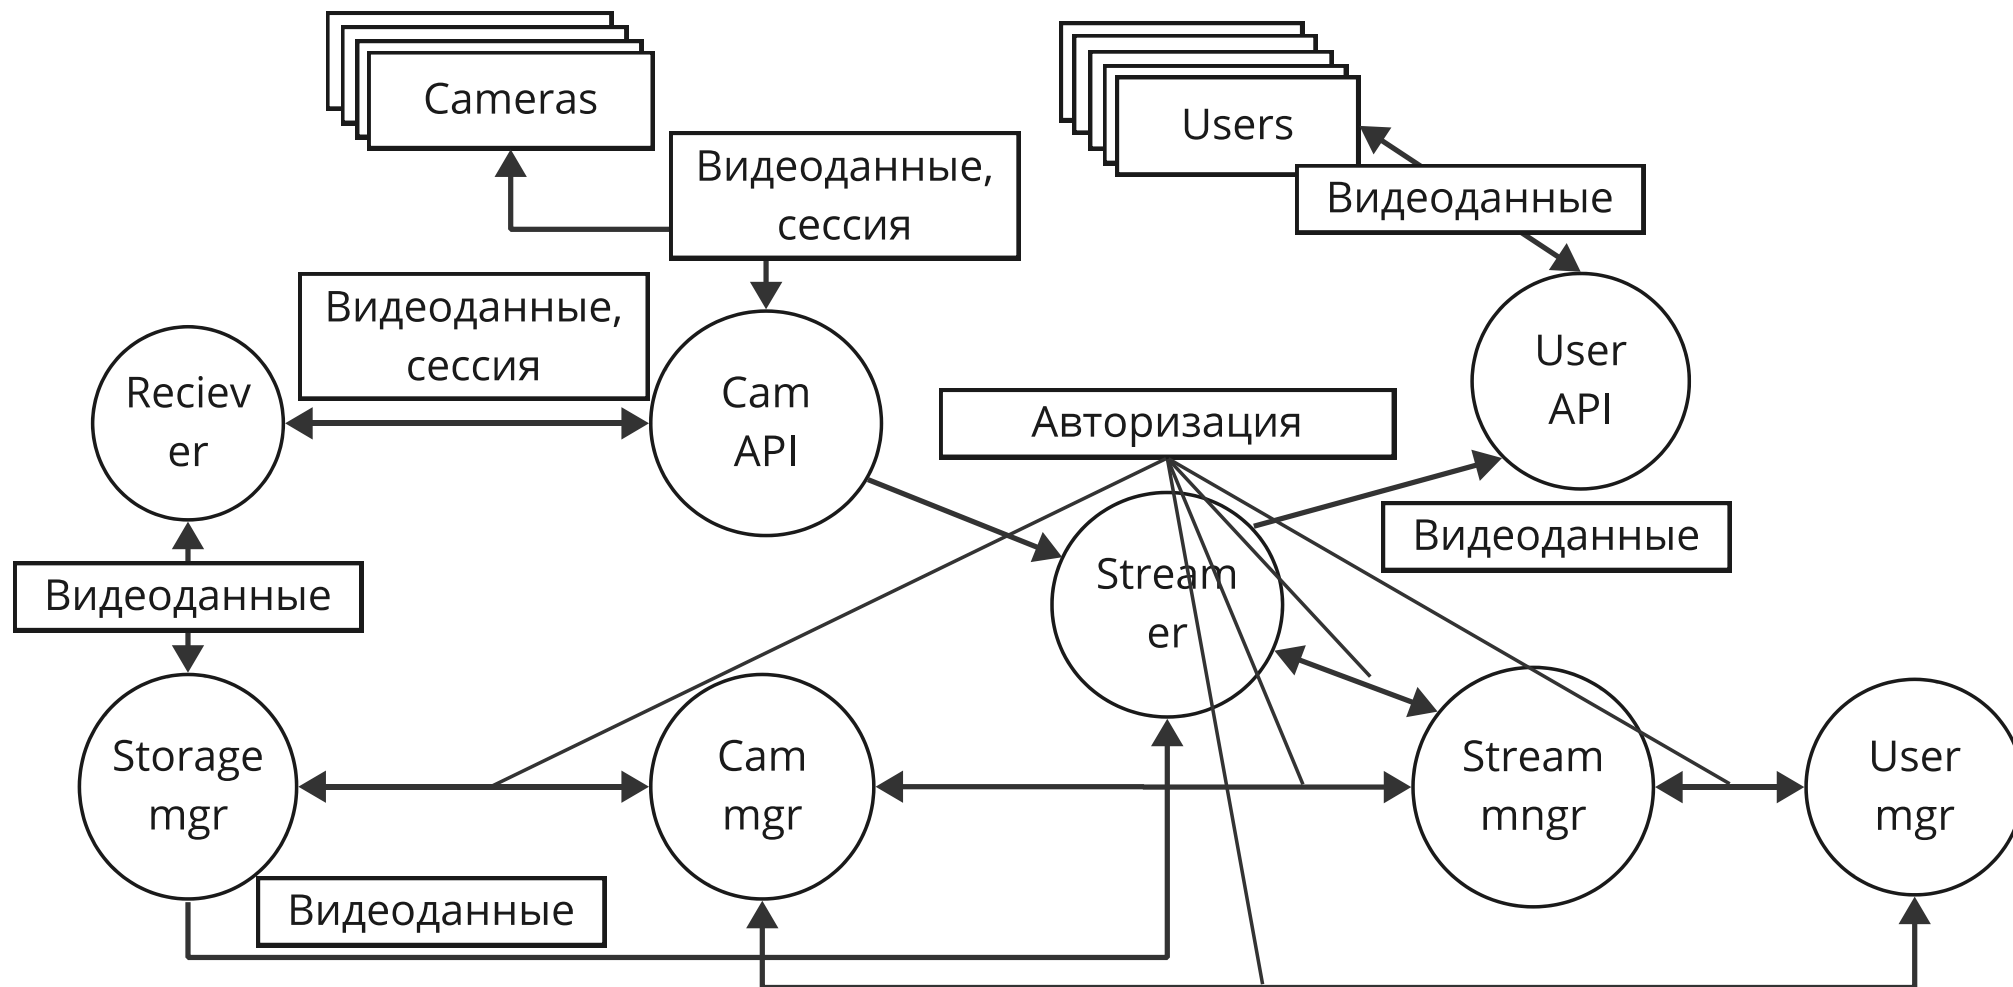 Cameras
Users
Видеоданные,
сессия
Видеоданные
Видеоданные,
сессия
Reciev
er
Cam
API
User
API
Авторизация
Видеоданные
Stream
er
Видеоданные
Storage
mgr
Cam
mgr
Stream
mngr
User
mgr
Видеоданные